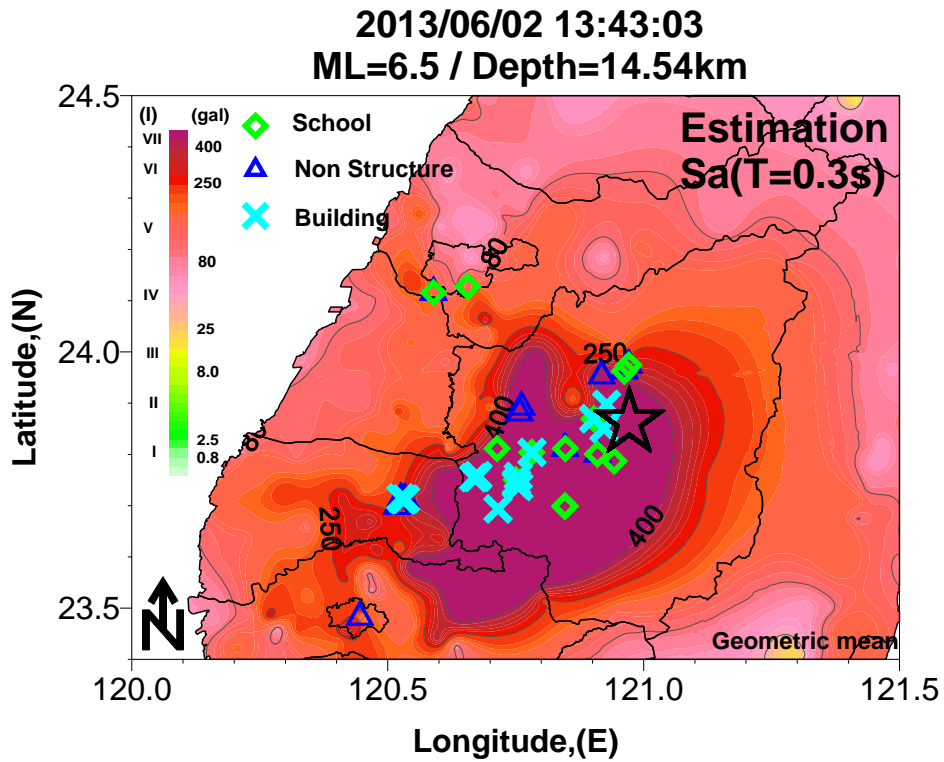 2013/06/02 13:43:03
ML=6.5 / Depth=14.54km
24.5
24.0
23.5
Latitude,(N)
(I) (gal)
VII 400
VI 250
V
80
IV
25
III
8.0
II
2.5
I
0.8
School
Non Structure
Building
Estimation
Sa(T=0.3s)
80
250
400
250
400
N
Geometric mean
120.0 120.5 121.0 121.5
Longitude,(E)